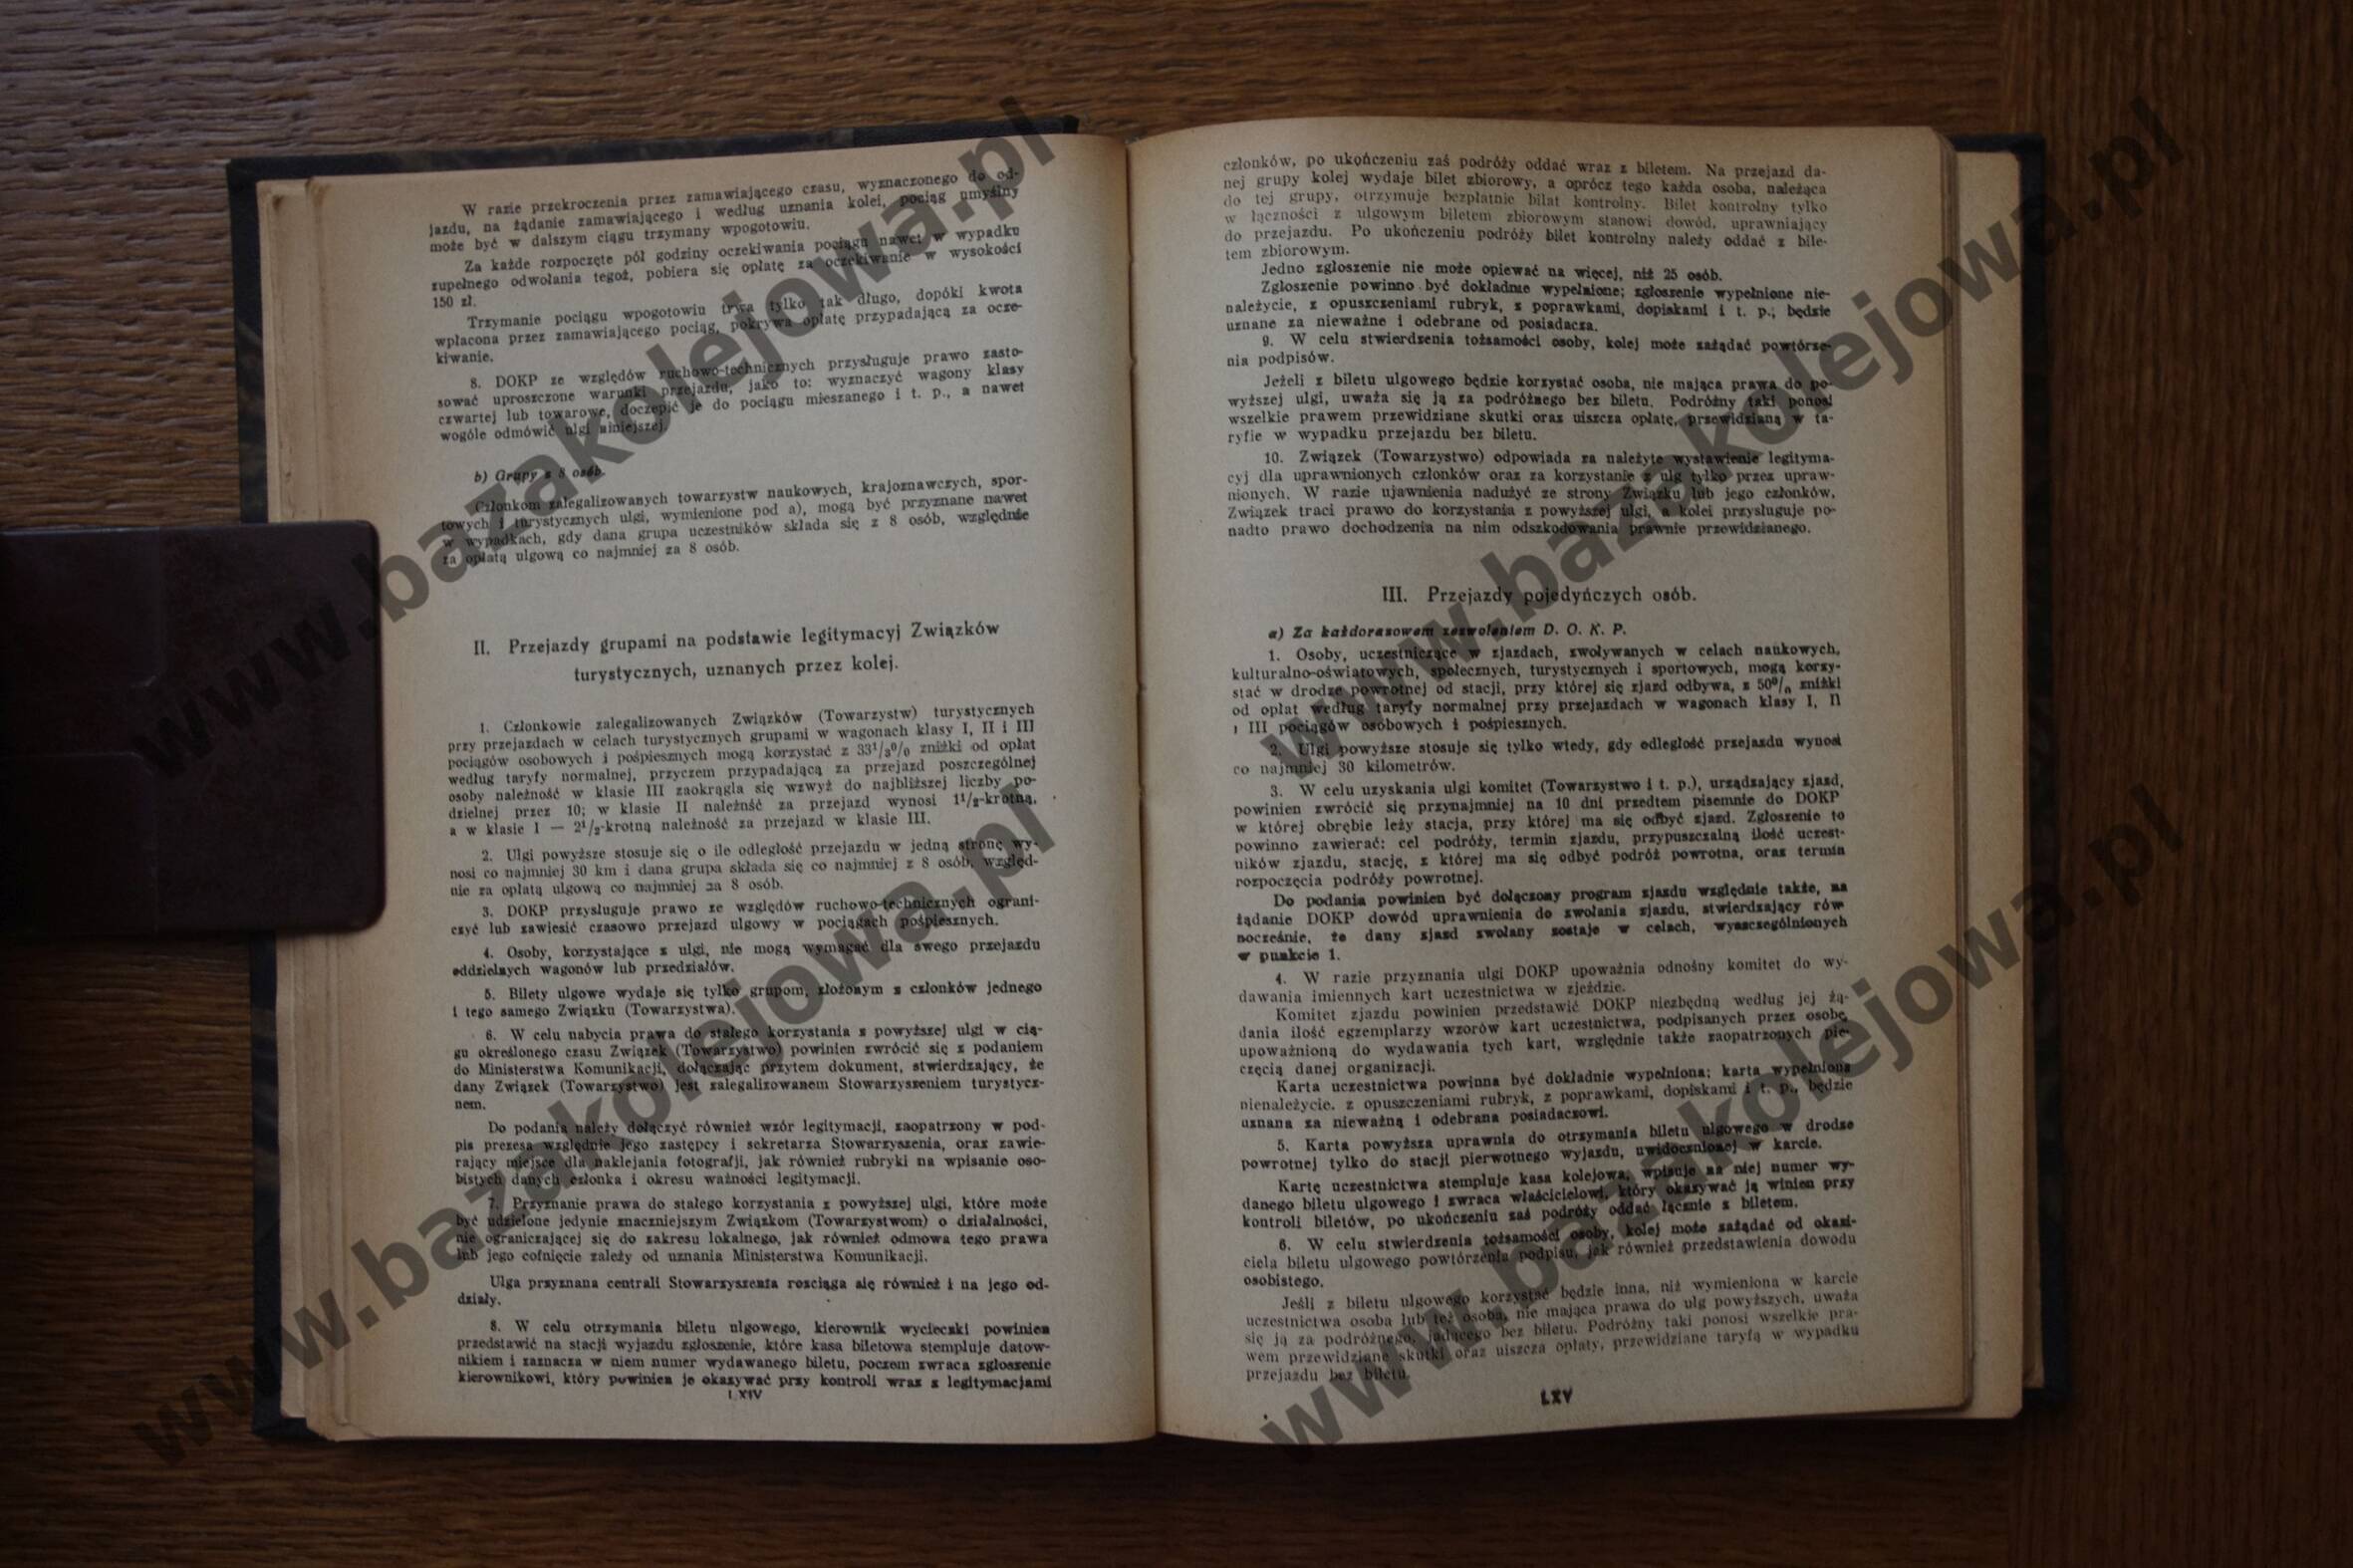 W razie przekroczenia przez zamawiającego czasu, wyznaczonego do od-
jazdu, na żądanie zamawiającego i według uznania kolei, pociąg umyślny
może być w dalszym ciągu trzymany wpogotowiu.
Za każde rozpoczęte pół godziny oczekiwania pociągu nawet w wypadku
zupełnego odwołania tegoż, pobiera się opłatę za oczekiwanie w wysokości
150 zł.
Trzymanie pociągu wpogotowiu trwa tylko tak długo, dopóki kwota
wpłacona przez zamawiającego pociąg, pokrywa opłatę przypadającą za ocze-
kiwanie.
8. DOKP ze względów ruchowo-technicznych przysługuje prawo zasto-
sować uproszczone warunki przejazdu, jako to: wyznaczyć wagony klasy
czwartej lub towarowe, doczepić je do pociągu mieszanego i t. p., a nawet
wogóle odmówić ulgi niniejszej.
b) Grupy z 8 osób.
Członkom zalegalizowanych towarzystw naukowych, krajoznawczych, spor-
towych i turystycznych ulgi, wymienione pod a), mogą być przyznane nawet
w wypadkach, gdy dana grupa uczestników składa się z 8 osób, względnie
za opłatą ulgową co najmniej za 8 osób.
II. Przejazdy grupami na podstawie legitymacyj Związków
turystycznych, uznanych przez kolej.
1. Członkowie zalegalizowanych Związków (Towarzystw) turystycznych
przy przejazdach w celach turystycznych grupami w wagonach klasy I, II i III
pociągów osobowych i pośpiesznych mogą korzystać z 33¹/₃⁰/₀ zniżki od opłat
według taryfy normalnej, przyczem przypadającą za przejazd poszczególnej
osoby należność w klasie III zaokrągla się wzwyż do najbliższej liczby po-
dzielnej przez 10; w klasie II należnść za przejazd wynosi 1¹/₂-krotną,
a w klasie I — 2¹/₂-krotną należność za przejazd w klasie III.
2. Ulgi powyższe stosuje się o ile odległość przejazdu w jedną stronę wy-
nosi co najmniej 30 km i dana grupa składa się co najmniej z 8 osób, względ-
nie za opłatą ulgową co najmniej za 8 osób.
3. DOKP przysługuje prawo ze względów ruchowo-technicznych ograni-
czyć lub zawiesić czasowo przejazd ulgowy w pociągach pośpiesznych.
4. Osoby, korzystające z ulgi, nie mogą wymagać dla swego przejazdu
oddzielnych wagonów lub przedziałów.
5. Bilety ulgowe wydaje się tylko grupom, złożonym z członków jednego
i tego samego Związku (Towarzystwa).
6. W celu nabycia prawa do stałego korzystania z powyższej ulgi w cią-
gu określonego czasu Związek (Towarzystwo) powinien zwrócić się z podaniem
do Ministerstwa Komunikacji, dołączając przytem dokument, stwierdzający, że
dany Związek (Towarzystwo) jest zalegalizowanem Stowarzyszeniem turystycz-
nem.
Do podania należy dołączyć również wzór legitymacji, zaopatrzony w pod-
pis prezesa względnie jego zastępcy i sekretarza Stowarzyszenia, oraz zawie-
rający miejsce dla naklejania fotografji, jak również rubryki na wpisanie oso-
bistych danych członka i okresu ważności legitymacji.
7. Przyznanie prawa do stałego korzystania z powyższej ulgi, które może
być udzielone jedynie znaczniejszym Związkom (Towarzystwom) o działalności,
nie ograniczającej się do zakresu lokalnego, jak również odmowa tego prawa
lub jego cofnięcie zależy od uznania Ministerstwa Komunikacji.
Ulga przyznana centrali Stowarzyszenia rozciąga się również i na jego od-
działy.
8. W celu otrzymania biletu ulgowego, kierownik wycieczki powinien
przedstawić na stacji wyjazdu zgłoszenie, które kasa biletowa stempluje datow-
nikiem i zaznacza w niem numer wydawanego biletu, poczem zwraca zgłoszenie
kierownikowi, który powinien je okazywać przy kontroli wraz z legitymacjami
LXIV
członków, po ukończeniu zaś podróży oddać wraz z biletem. Na przejazd da-
nej grupy kolej wydaje bilet zbiorowy, a oprócz tego każda osoba, należąca
do tej grupy, otrzymuje bezpłatnie bilat kontrolny. Bilet kontrolny tylko
w łączności z ulgowym biletem zbiorowym stanowi dowód, uprawniający
do przejazdu. Po ukończeniu podróży bilet kontrolny należy oddać z bile-
tem zbiorowym.
Jedno zgłoszenie nie może opiewać na więcej, niż 25 osób.
Zgłoszenie powinno być dokładnie wypełnione; zgłoszenie wypełnione nie-
należycie, z opuszczeniami rubryk, z poprawkami, dopiskami i t. p., będzie
uznane za nieważne i odebrane od posiadacza.
9. W celu stwierdzenia tożsamości osoby, kolej może zażądać powtórze-
nia podpisów.
Jeżeli z biletu ulgowego będzie korzystać osoba, nie mająca prawa do po-
wyższej ulgi, uważa się ją za podróżnego bez biletu. Podróżny taki ponosi
wszelkie prawem przewidziane skutki oraz uiszcza opłatę, przewidzianą w ta-
ryfie w wypadku przejazdu bez biletu.
10. Związek (Towarzystwo) odpowiada za należyte wystawienie legityma-
cyj dla uprawnionych członków oraz za korzystanie z ulg tylko przez upraw-
nionych. W razie ujawnienia nadużyć ze strony Związku lub jego członków,
Związek traci prawo do korzystania z powyższej ulgi, a kolei przysługuje po-
nadto prawo dochodzenia na nim odszkodowania prawnie przewidzianego.
III. Przejazdy pojedyńczych osób.
a) Za każdorazowem zezwoleniem D. O. K. P.
1. Osoby, uczestniczące w zjazdach, zwoływanych w celach naukowych,
kulturalno-oświatowych, społecznych, turystycznych i sportowych, mogą korzy-
stać w drodze powrotnej od stacji, przy której się zjazd odbywa, z 50⁰/₀ zniżki
od opłat według taryfy normalnej przy przejazdach w wagonach klasy I, II
i III pociągów osobowych i pośpiesznych.
2. Ulgi powyższe stosuje się tylko wtedy, gdy odległość przejazdu wynosi
co najmniej 30 kilometrów.
3. W celu uzyskania ulgi komitet (Towarzystwo i t. p.), urządzający zjazd,
powinien zwrócić się przynajmniej na 10 dni przedtem pisemnie do DOKP
w której obrębie leży stacja, przy której ma się odbyć zjazd. Zgłoszenie to
powinno zawierać: cel podróży, termin zjazdu, przypuszczalną ilość uczest-
ników zjazdu, stację, z której ma się odbyć podróż powrotna, oraz termin
rozpoczęcia podróży powrotnej.
Do podania powinien być dołączony program zjazdu względnie także, na
żądanie DOKP dowód uprawnienia do zwołania zjazdu, stwierdzający rów-
nocześnie, że dany zjazd zwołany zostaje w celach, wyszczególnionych
w punkcie 1.
4. W razie przyznania ulgi DOKP upoważnia odnośny komitet do wy-
dawania imiennych kart uczestnictwa w zjeździe.
Komitet zjazdu powinien przedstawić DOKP niezbędną według jej żą-
dania ilość egzemplarzy wzorów kart uczestnictwa, podpisanych przez osobę,
upoważnioną do wydawania tych kart, względnie także zaopatrzonych pie-
częcią danej organizacji.
Karta uczestnictwa powinna być dokładnie wypełniona; karta wypełniona
nienależycie, z opuszczeniami rubryk, z poprawkami, dopiskami i t. p., będzie
uznana za nieważną i odebrana posiadaczowi.
5. Karta powyższa uprawnia do otrzymania biletu ulgowego w drodze
powrotnej tylko do stacji pierwotnego wyjazdu, uwidocznionej w karcie.
Kartę uczestnictwa stempluje kasa kolejowa, wpisuje na niej numer wy-
danego biletu ulgowego i zwraca właścicielowi, który okazywać ją winien przy
kontroli biletów, po ukończeniu zaś podróży oddać łącznie z biletem.
6. W celu stwierdzenia tożsamości osoby, kolej może zażądać od okazi-
ciela biletu ulgowego powtórzenia podpisu, jak również przedstawienia dowodu
osobistego.
Jeśli z biletu ulgowego korzystać będzie inna, niż wymieniona w karcie
uczestnictwa osoba lub też osoba, nie mająca prawa do ulg powyższych, uważa
się ją za podróżnego, jadącego bez biletu. Podróżny taki ponosi wszelkie pra-
wem przewidziane skutki oraz uiszcza opłaty, przewidziane taryfą w wypadku
przejazdu bez biletu.
LXV
www.bazakolejowa.pl
www.bazakolejowa.pl
www.bazakolejowa.pl
www.bazakolejowa.pl